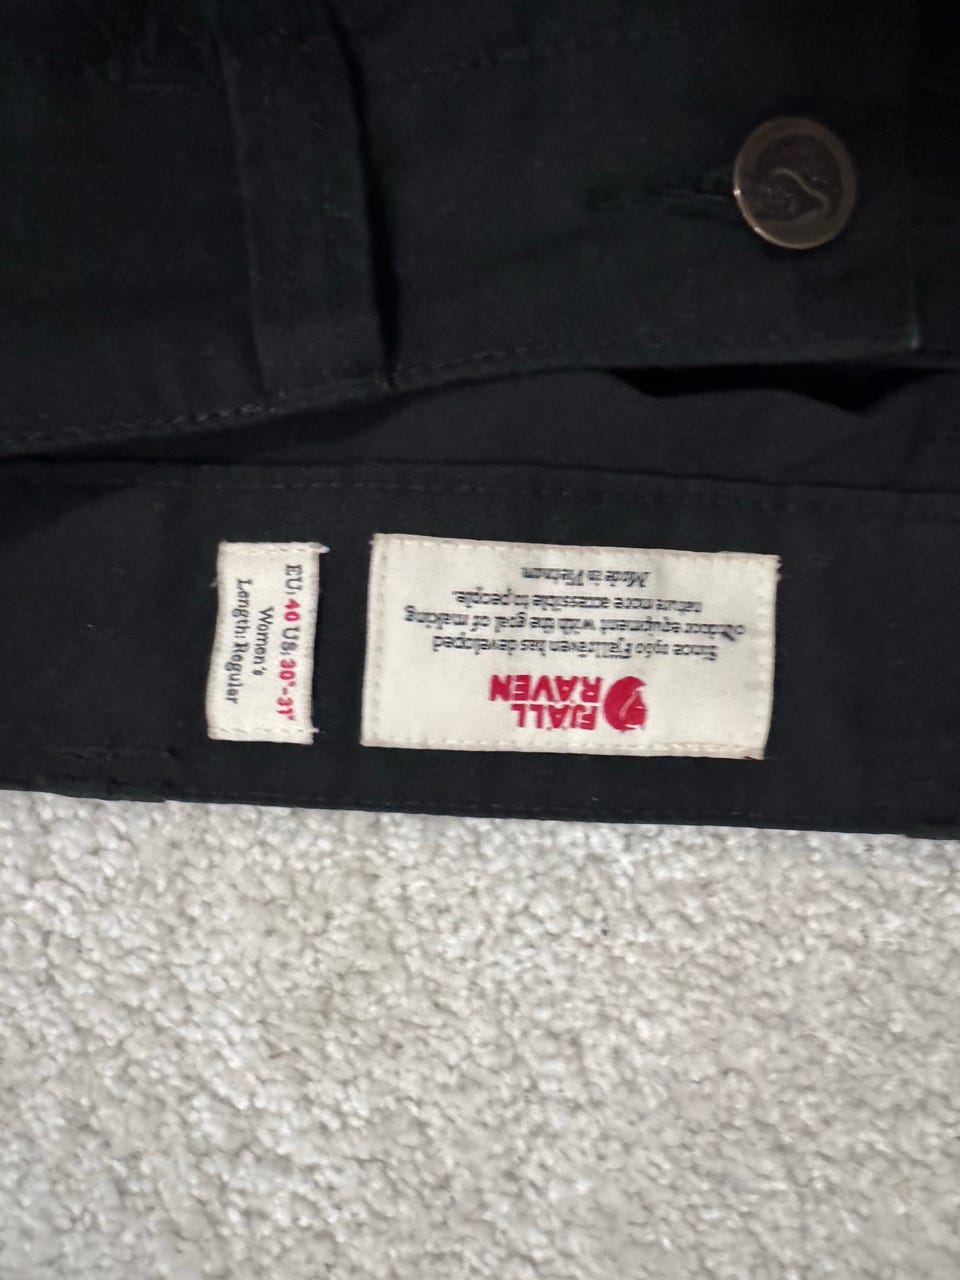 EU: 40 US: 30"-31"
Women's
Length: Regular
FJÄLL
RAVEN
Since 1960 Fjällräven has developed
outdoor equipment with the goal of making
nature more accessible to people.
Made in Vietnam